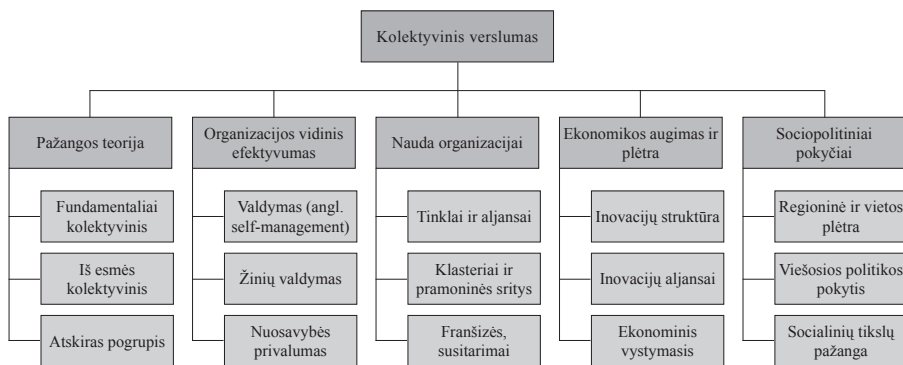 Kolektyvinis verslumas
Pažangos teorija
Fundamentaliai
kolektyvinis
Iš esmės
kolektyvinis
Atskiras pogrupis
Organizacijos vidinis
efektyvumas
Valdymas (angl.
self-management)
Žinių valdymas
Nuosavybės
privalumas
Nauda organizacijai
Tinklai ir aljansai
Klasteriai ir
pramoninės sritys
Franšizės,
susitarimai
Ekonomikos augimas ir
plėtra
Inovacijų struktūra
Inovacijų aljansai
Ekonominis
vystymasis
Sociopolitiniai
pokyčiai
Regioninė ir vietos
plėtra
Viešosios politikos
pokytis
Socialinių tikslų
pažanga